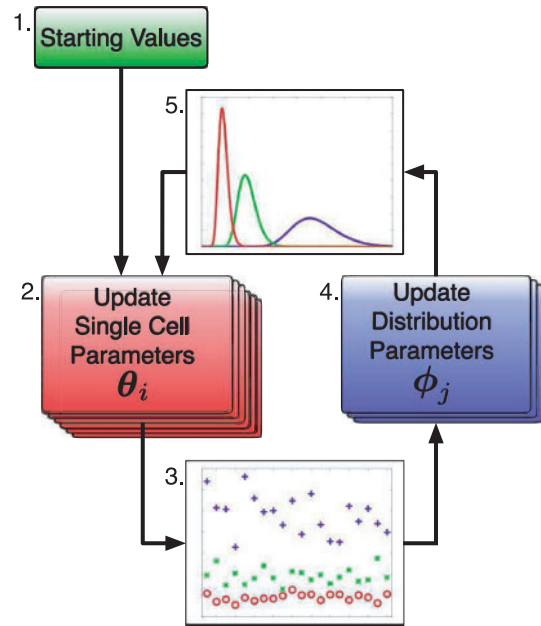 1.
Starting Values
5.
2.
Update
Single Cell
Parameters
θᵢ
4.
Update
Distribution
Parameters
ϕⱼ
3.